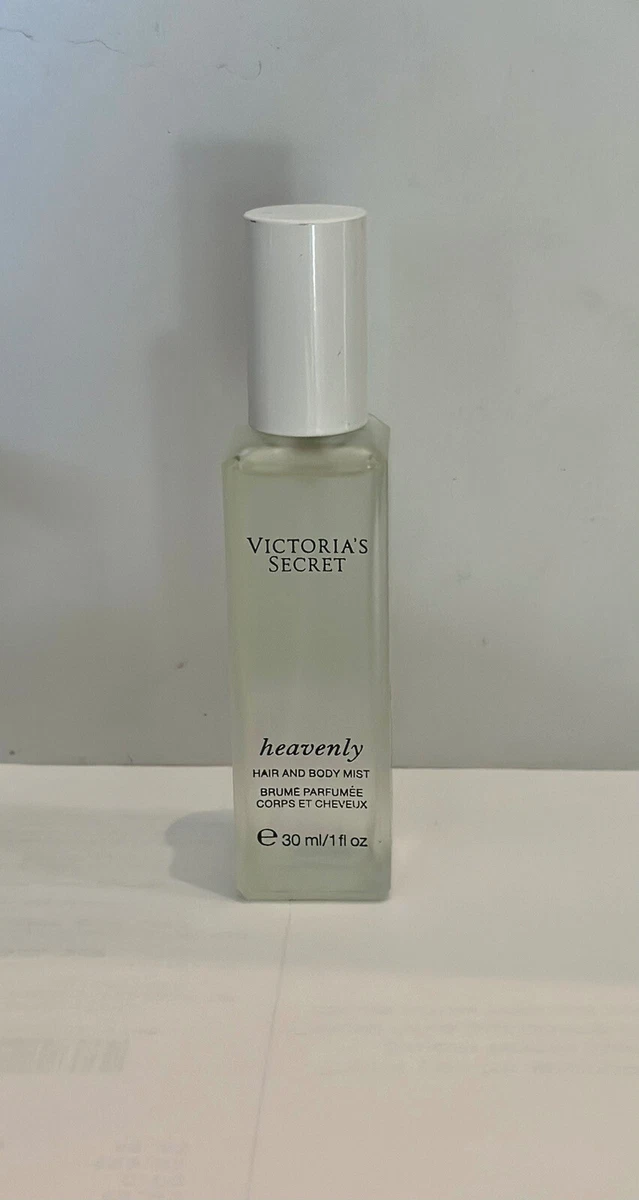 VICTORIA'S
SECRET
heavenly
HAIR AND BODY MIST
BRUME PARFUMÉE
CORPS ET CHEVEUX
℮ 30 ml/1 fl oz